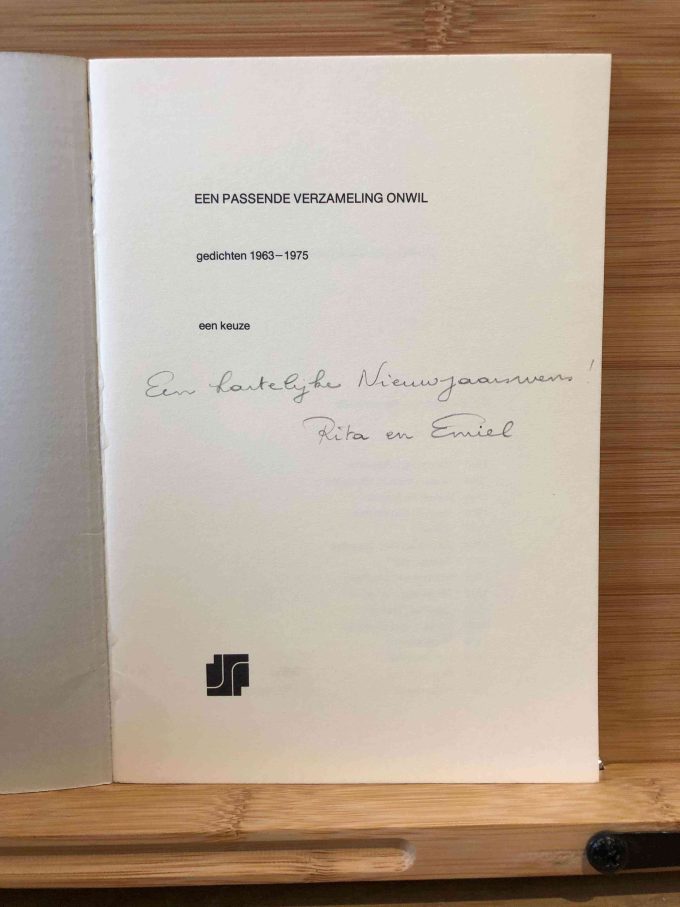 EEN PASSENDE VERZAMELING ONWIL
gedichten 1963–1975
een keuze
Een hartelijke Nieuwjaarswens!
Rita en Emiel